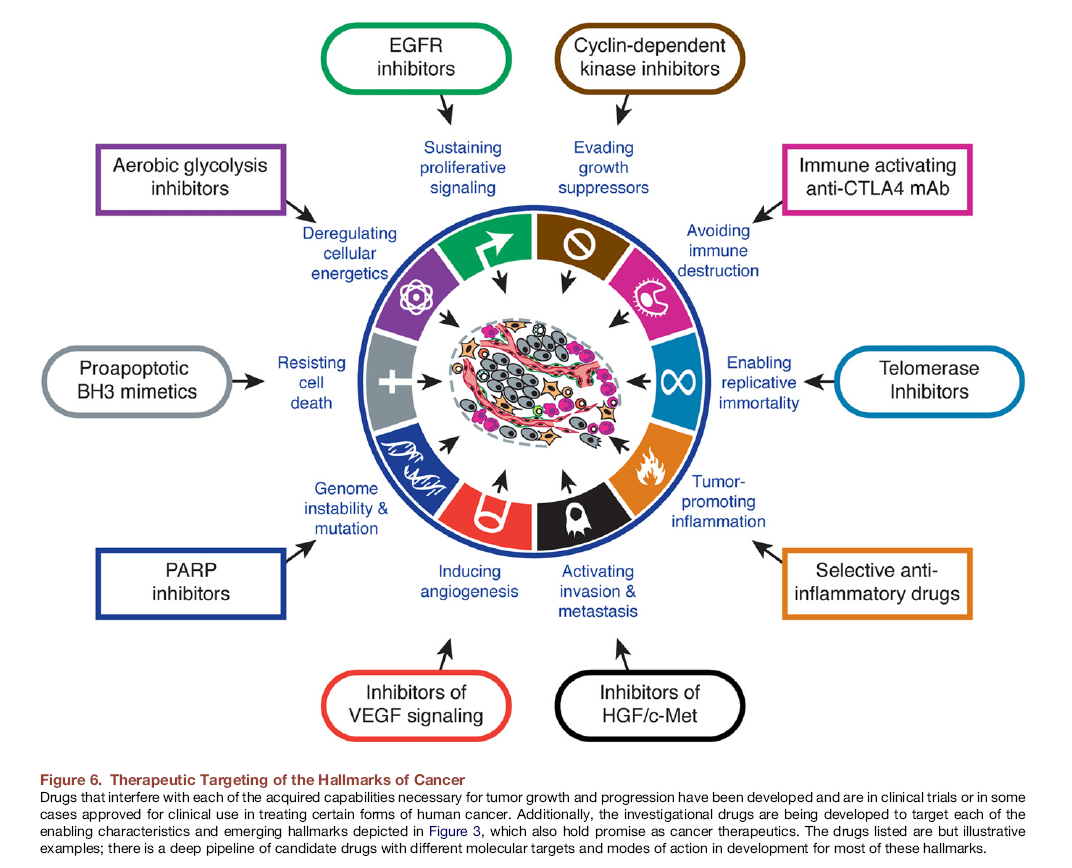 EGFR
inhibitors
Cyclin-dependent
kinase inhibitors
Aerobic glycolysis
inhibitors
Sustaining
proliferative
signaling
Evading
growth
suppressors
Immune activating
anti-CTLA4 mAb
Deregulating
cellular
energetics
Avoiding
immune
destruction
Proapoptotic
BH3 mimetics
Resisting
cell
death
Enabling
replicative
immortality
Telomerase
Inhibitors
Genome
instability &
mutation
Tumor-
promoting
inflammation
PARP
inhibitors
Inducing
angiogenesis
Activating
invasion &
metastasis
Selective anti-
inflammatory drugs
Inhibitors of
VEGF signaling
Inhibitors of
HGF/c-Met
Figure 6. Therapeutic Targeting of the Hallmarks of Cancer
Drugs that interfere with each of the acquired capabilities necessary for tumor growth and progression have been developed and are in clinical trials or in some
cases approved for clinical use in treating certain forms of human cancer. Additionally, the investigational drugs are being developed to target each of the
enabling characteristics and emerging hallmarks depicted in Figure 3, which also hold promise as cancer therapeutics. The drugs listed are but illustrative
examples; there is a deep pipeline of candidate drugs with different molecular targets and modes of action in development for most of these hallmarks.